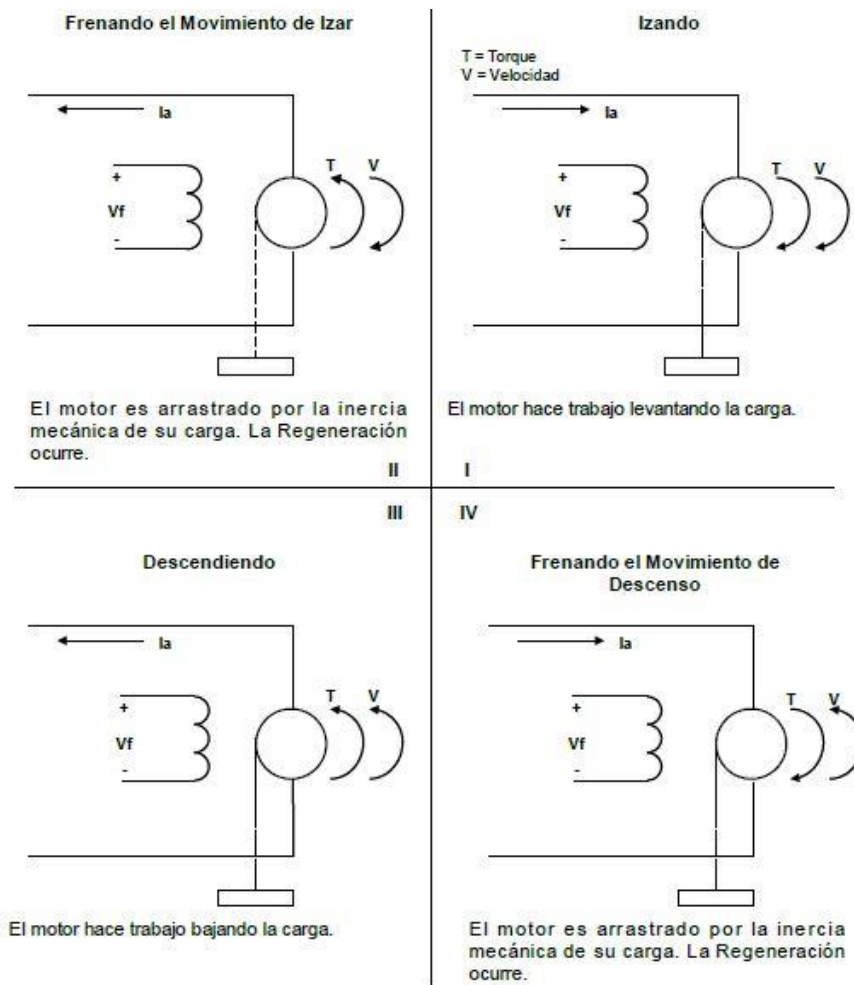 Frenando el Movimiento de Izar
Ia
T V
+
Vf
-
El motor es arrastrado por la inercia
mecánica de su carga. La Regeneración
ocurre.
II
Izando
T = Torque
V = Velocidad
Ia
T V
+
Vf
-
El motor hace trabajo levantando la carga.
I
III
Descendiendo
Ia
T V
+
Vf
-
El motor hace trabajo bajando la carga.
IV
Frenando el Movimiento de
Descenso
Ia
T V
+
Vf
-
El motor es arrastrado por la inercia
mecánica de su carga. La Regeneración
ocurre.